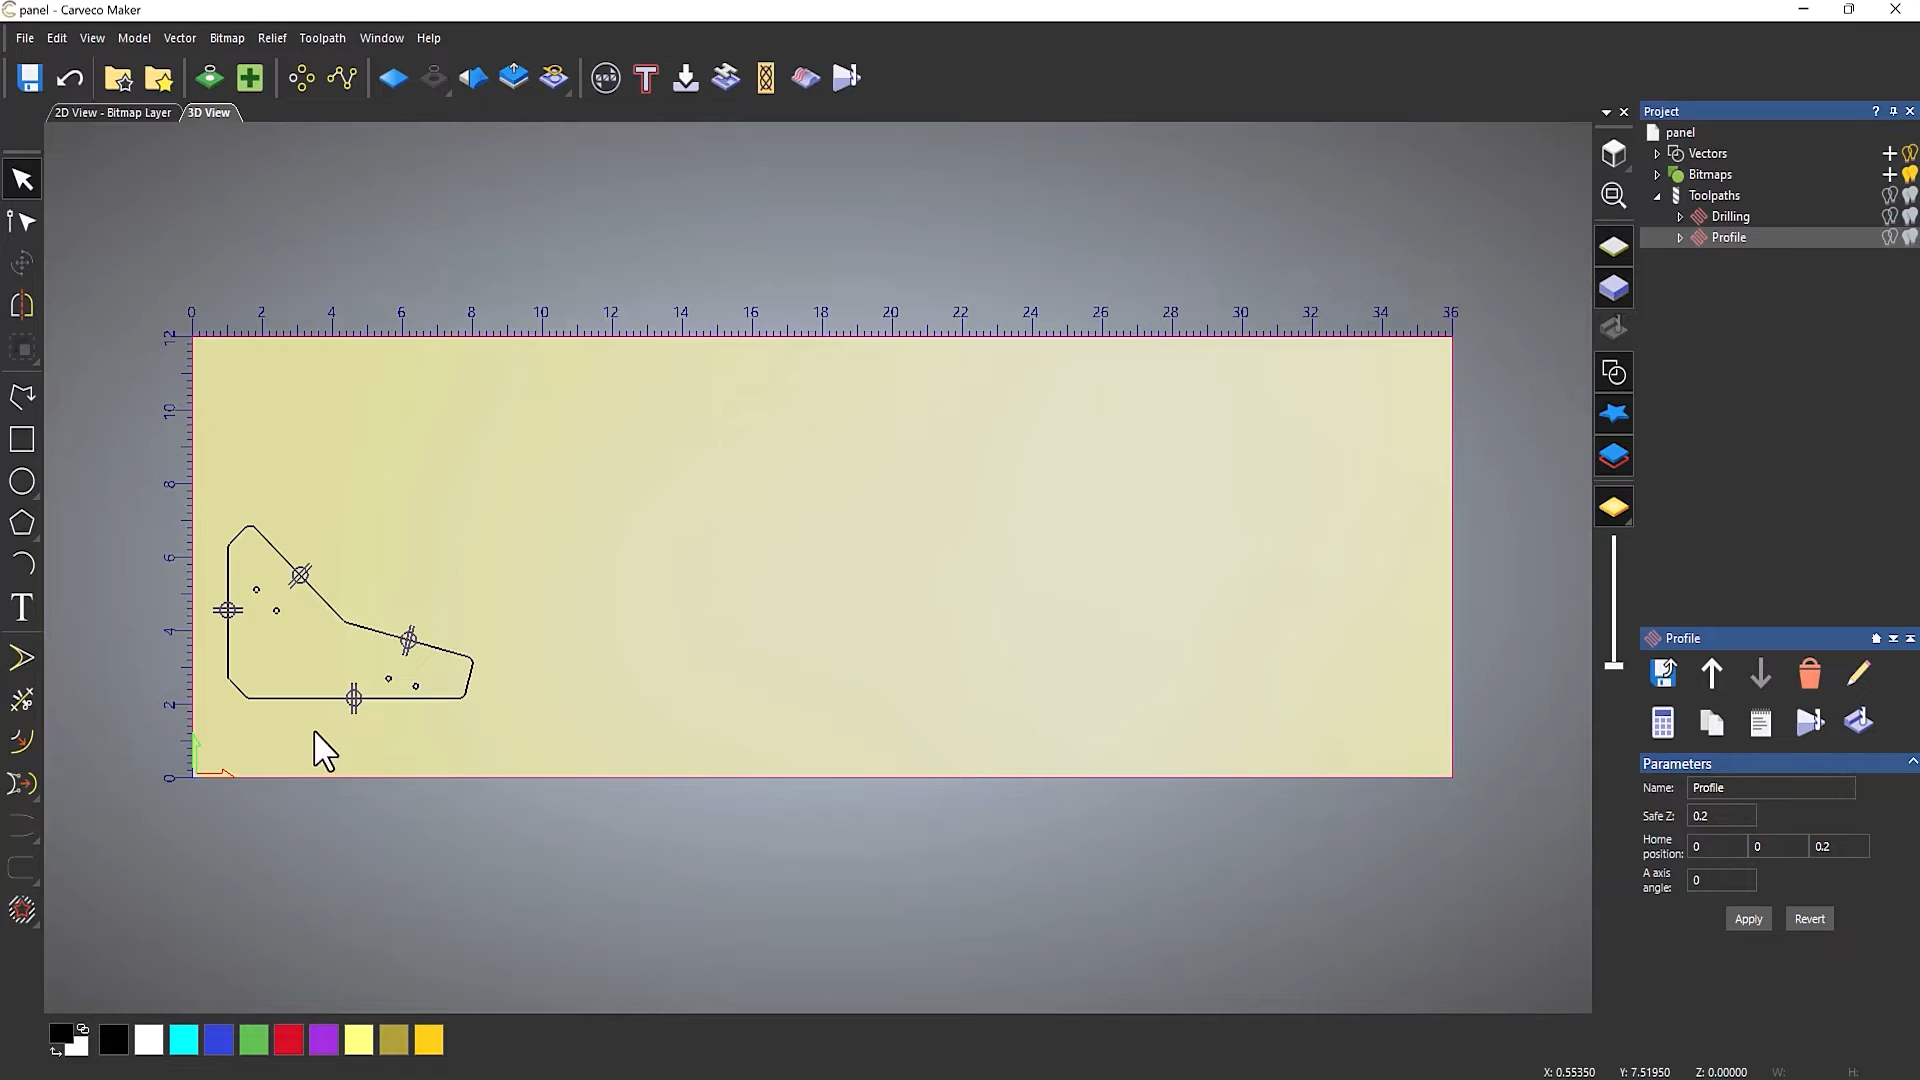 panel - Carveco Maker
File Edit View Model Vector Bitmap Relief Toolpath Window Help
2D View - Bitmap Layer 3D View
Project
panel
Vectors
Bitmaps
Toolpaths
Drilling
Profile
0 2 4 6 8 10 12 14 16 18 20 22 24 26 28 30 32 34 36
12
10
8
6
4
2
0
Profile
Parameters
Name: Profile
Safe Z: 0.2
Home position: 0 0 0.2
A axis angle: 0
Apply Revert
X: 0.55350 Y: 7.51950 Z: 0.00000 W: H: